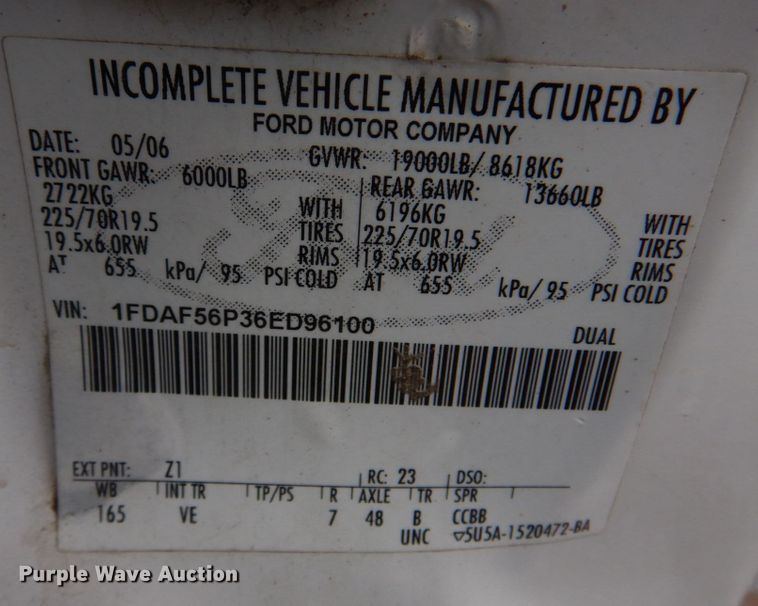 INCOMPLETE VEHICLE MANUFACTURED BY
FORD MOTOR COMPANY
DATE: 05/06 GVWR: 19000LB/ 8618KG
FRONT GAWR: 6000LB REAR GAWR: 13660LB
2722KG WITH 6196KG WITH
225/70R19.5 TIRES 225/70R19.5 TIRES
19.5x6.0RW RIMS 19.5x6.0RW RIMS
AT 655 kPa/ 95 PSI COLD AT 655 kPa/ 95 PSI COLD
VIN: 1FDAF56P36ED96100
DUAL
EXT PNT: Z1 RC: 23 DSO:
WB INT TR TP/PS R AXLE TR SPR
165 VE 7 48 B CCBB
UNC 5U5A-1520472-BA
Purple Wave Auction